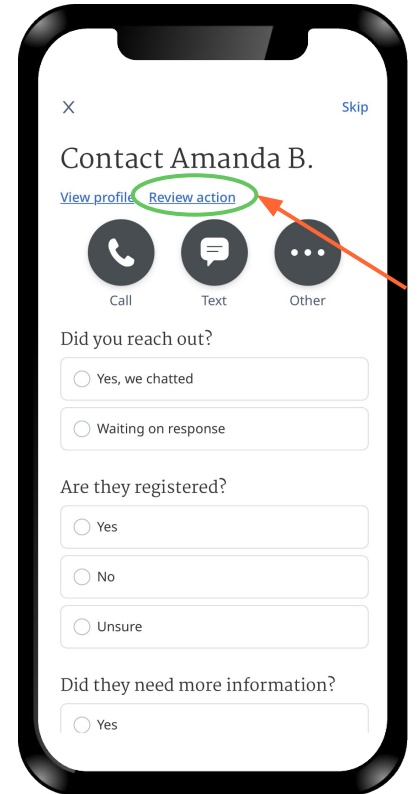 X
Skip
Contact Amanda B.
View profile Review action
Call Text Other
Did you reach out?
Yes, we chatted
Waiting on response
Are they registered?
Yes
No
Unsure
Did they need more information?
Yes